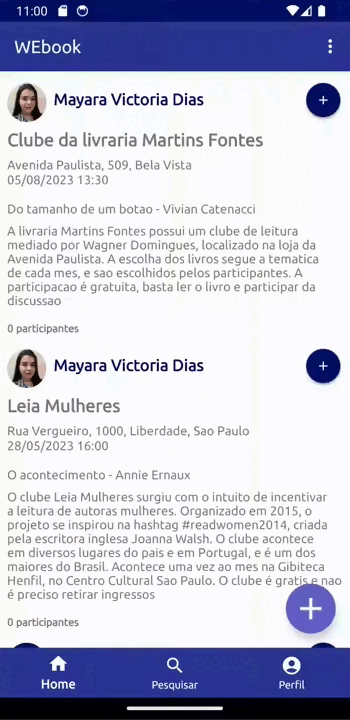 11:00
WEbook
Mayara Victoria Dias
+
Clube da livraria Martins Fontes
Avenida Paulista, 509, Bela Vista
05/08/2023 13:30
Do tamanho de um botao - Vivian Catenacci
A livraria Martins Fontes possui um clube de leitura
mediado por Wagner Domingues, localizado na loja da
Avenida Paulista. A escolha dos livros segue a tematica
de cada mes, e sao escolhidos pelos participantes. A
participacao é gratuita, basta ler o livro e participar da
discussao
0 participantes
Mayara Victoria Dias
+
Leia Mulheres
Rua Vergueiro, 1000, Liberdade, Sao Paulo
28/05/2023 16:00
O acontecimento - Annie Ernaux
O clube Leia Mulheres surgiu com o intuito de incentivar
a leitura de autoras mulheres. Organizado em 2015, o
projeto se inspirou na hashtag #readwomen2014, criada
pela escritora inglesa Joanna Walsh. O clube acontece
em diversos lugares do pais e em Portugal, e é um dos
maiores do Brasil. Acontece uma vez ao mes na Gibiteca
Henfil, no Centro Cultural Sao Paulo. O clube é gratis e nao
é preciso retirar ingressos
+
0 participantes
Home
Pesquisar
Perfil